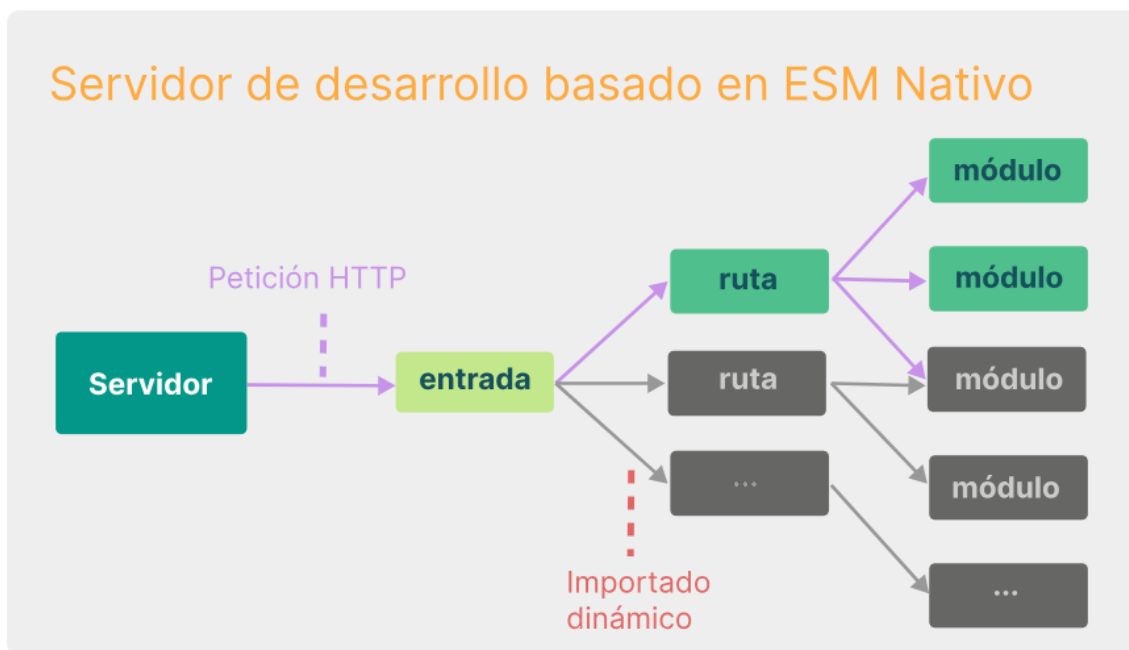 Servidor de desarrollo basado en ESM Nativo
módulo
Petición HTTP
ruta
módulo
Servidor
entrada
ruta
módulo
...
módulo
Importado
dinámico
...